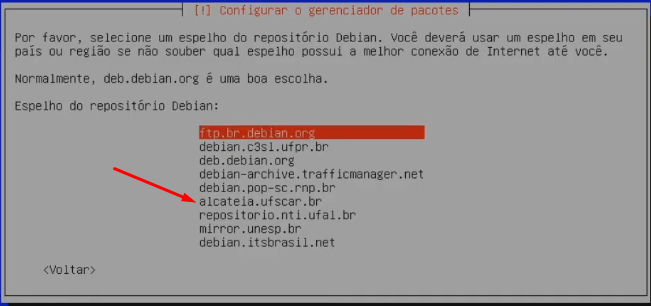 [!] Configurar o gerenciador de pacotes
Por favor, selecione um espelho do repositório Debian. Você deverá usar um espelho em seu
país ou região se não souber qual espelho possui a melhor conexão de Internet até você.
Normalmente, deb.debian.org é uma boa escolha.
Espelho do repositório Debian:
ftp.br.debian.org
debian.c3sl.ufpr.br
deb.debian.org
debian-archive.trafficmanager.net
debian.pop-sc.rnp.br
alcateia.ufscar.br
repositorio.nti.ufal.br
mirror.unesp.br
debian.itsbrasil.net
<Voltar>